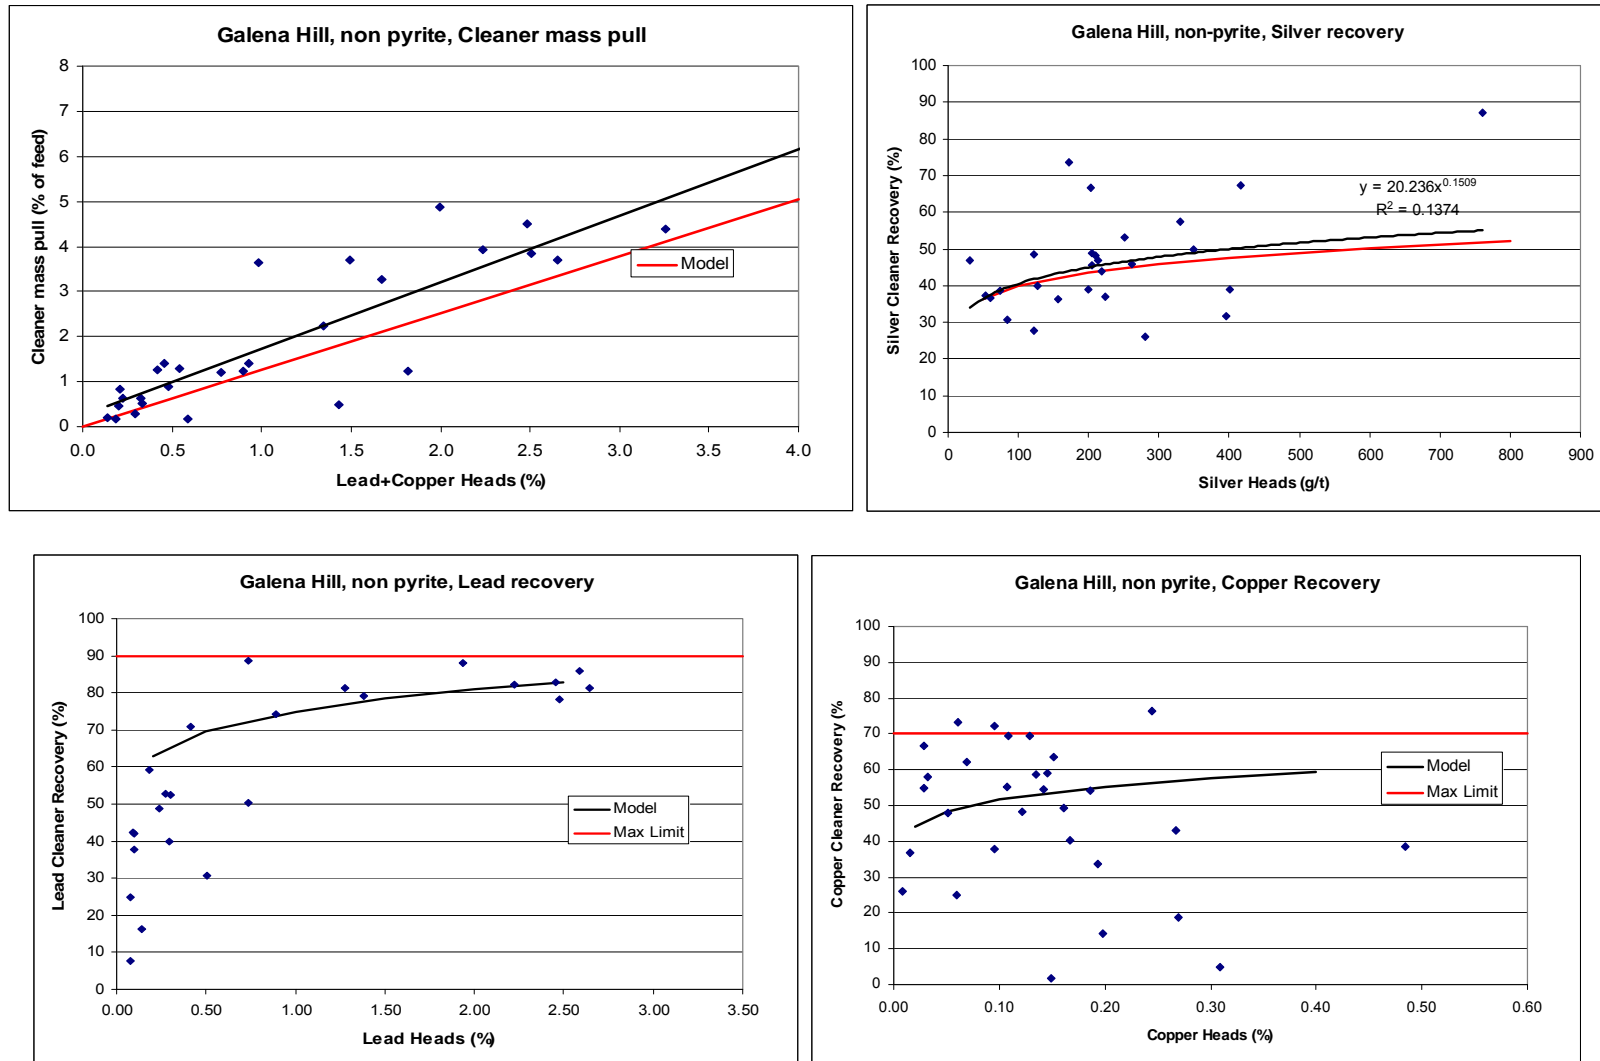 Galena Hill, non pyrite, Cleaner mass pull
8
7
6
5
4
3
2
1
0
Cleaner mass pull (% of feed)
Model
0.0 0.5 1.0 1.5 2.0 2.5 3.0 3.5 4.0
Lead+Copper Heads (%)
Galena Hill, non-pyrite, Silver recovery
100
90
80
70
60
50
40
30
20
10
0
Silver Cleaner Recovery (%)
y = 20.236x^0.1509
R² = 0.1374
0 100 200 300 400 500 600 700 800 900
Silver Heads (g/t)
Galena Hill, non pyrite, Lead recovery
100
90
80
70
60
50
40
30
20
10
0
Lead Cleaner Recovery (%)
Model
Max Limit
0.00 0.50 1.00 1.50 2.00 2.50 3.00 3.50
Lead Heads (%)
Galena Hill, non pyrite, Copper Recovery
100
90
80
70
60
50
40
30
20
10
0
Copper Cleaner Recovery (%
Model
Max Limit
0.00 0.10 0.20 0.30 0.40 0.50 0.60
Copper Heads (%)